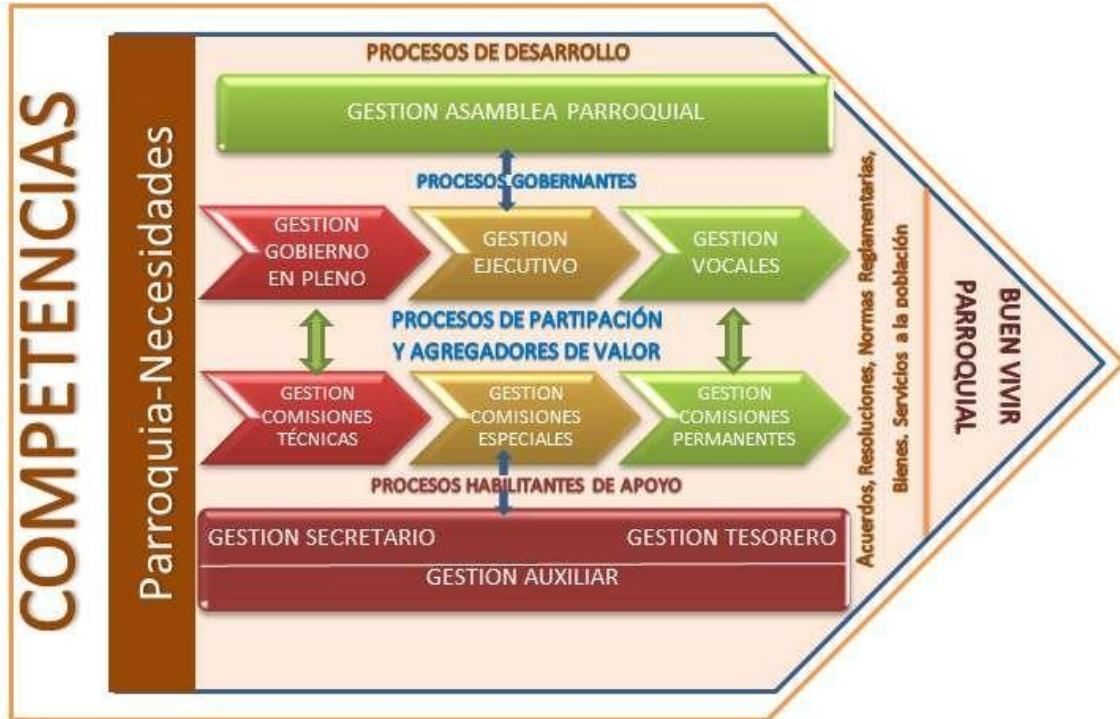 COMPETENCIAS
Parroquia-Necesidades
PROCESOS DE DESARROLLO
GESTION ASAMBLEA PARROQUIAL
PROCESOS GOBERNANTES
GESTION
GOBIERNO
EN PLENO
GESTION
EJECUTIVO
GESTION
VOCALES
PROCESOS DE PARTIPACIÓN
Y AGREGADORES DE VALOR
GESTION
COMISIONES
TÉCNICAS
GESTION
COMISIONES
ESPECIALES
GESTION
COMISIONES
PERMANENTES
PROCESOS HABILITANTES DE APOYO
GESTION SECRETARIO
GESTION TESORERO
GESTION AUXILIAR
Acuerdos, Resoluciones, Normas Reglamentarias,
Bienes. Servicios a la población
BUEN VIVIR
PARROQUIAL